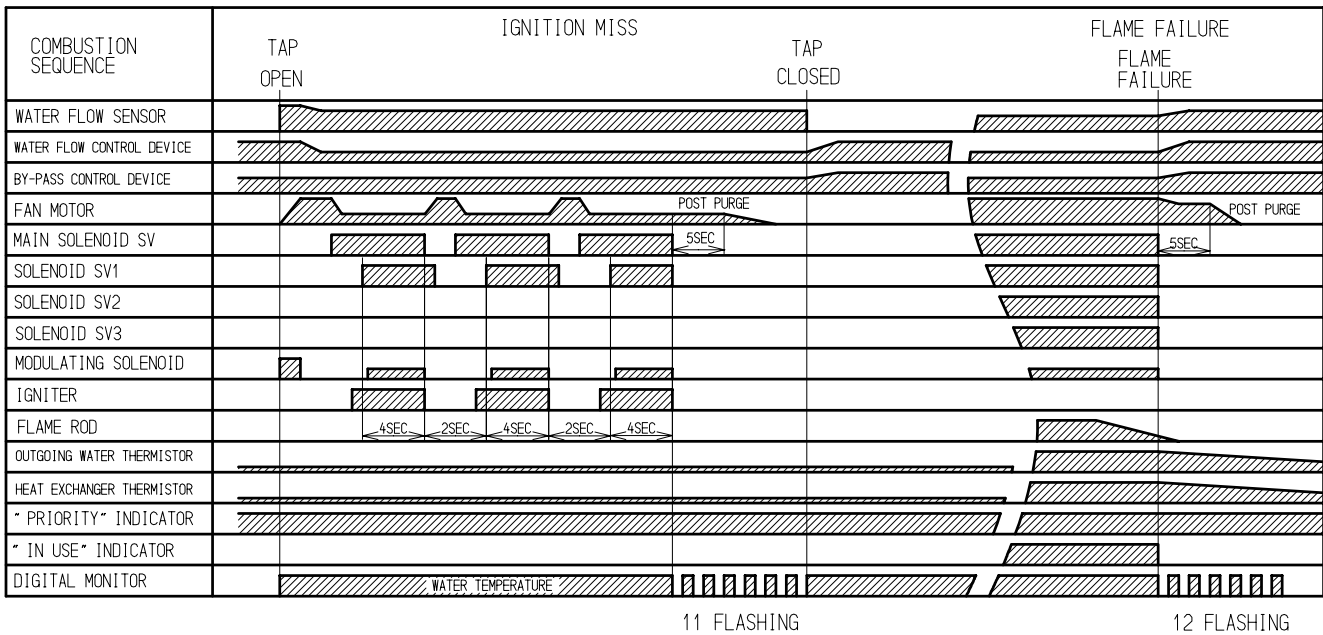 COMBUSTION
SEQUENCE
IGNITION MISS
TAP
OPEN
TAP
CLOSED
FLAME FAILURE
FLAME
FAILURE
WATER FLOW SENSOR
WATER FLOW CONTROL DEVICE
BY-PASS CONTROL DEVICE
FAN MOTOR
POST PURGE
POST PURGE
MAIN SOLENOID SV
5SEC
5SEC
SOLENOID SV1
SOLENOID SV2
SOLENOID SV3
MODULATING SOLENOID
IGNITER
FLAME ROD
4SEC 2SEC 4SEC 2SEC 4SEC
OUTGOING WATER THERMISTOR
HEAT EXCHANGER THERMISTOR
" PRIORITY" INDICATOR
" IN USE" INDICATOR
DIGITAL MONITOR
WATER TEMPERATURE
11 FLASHING
12 FLASHING